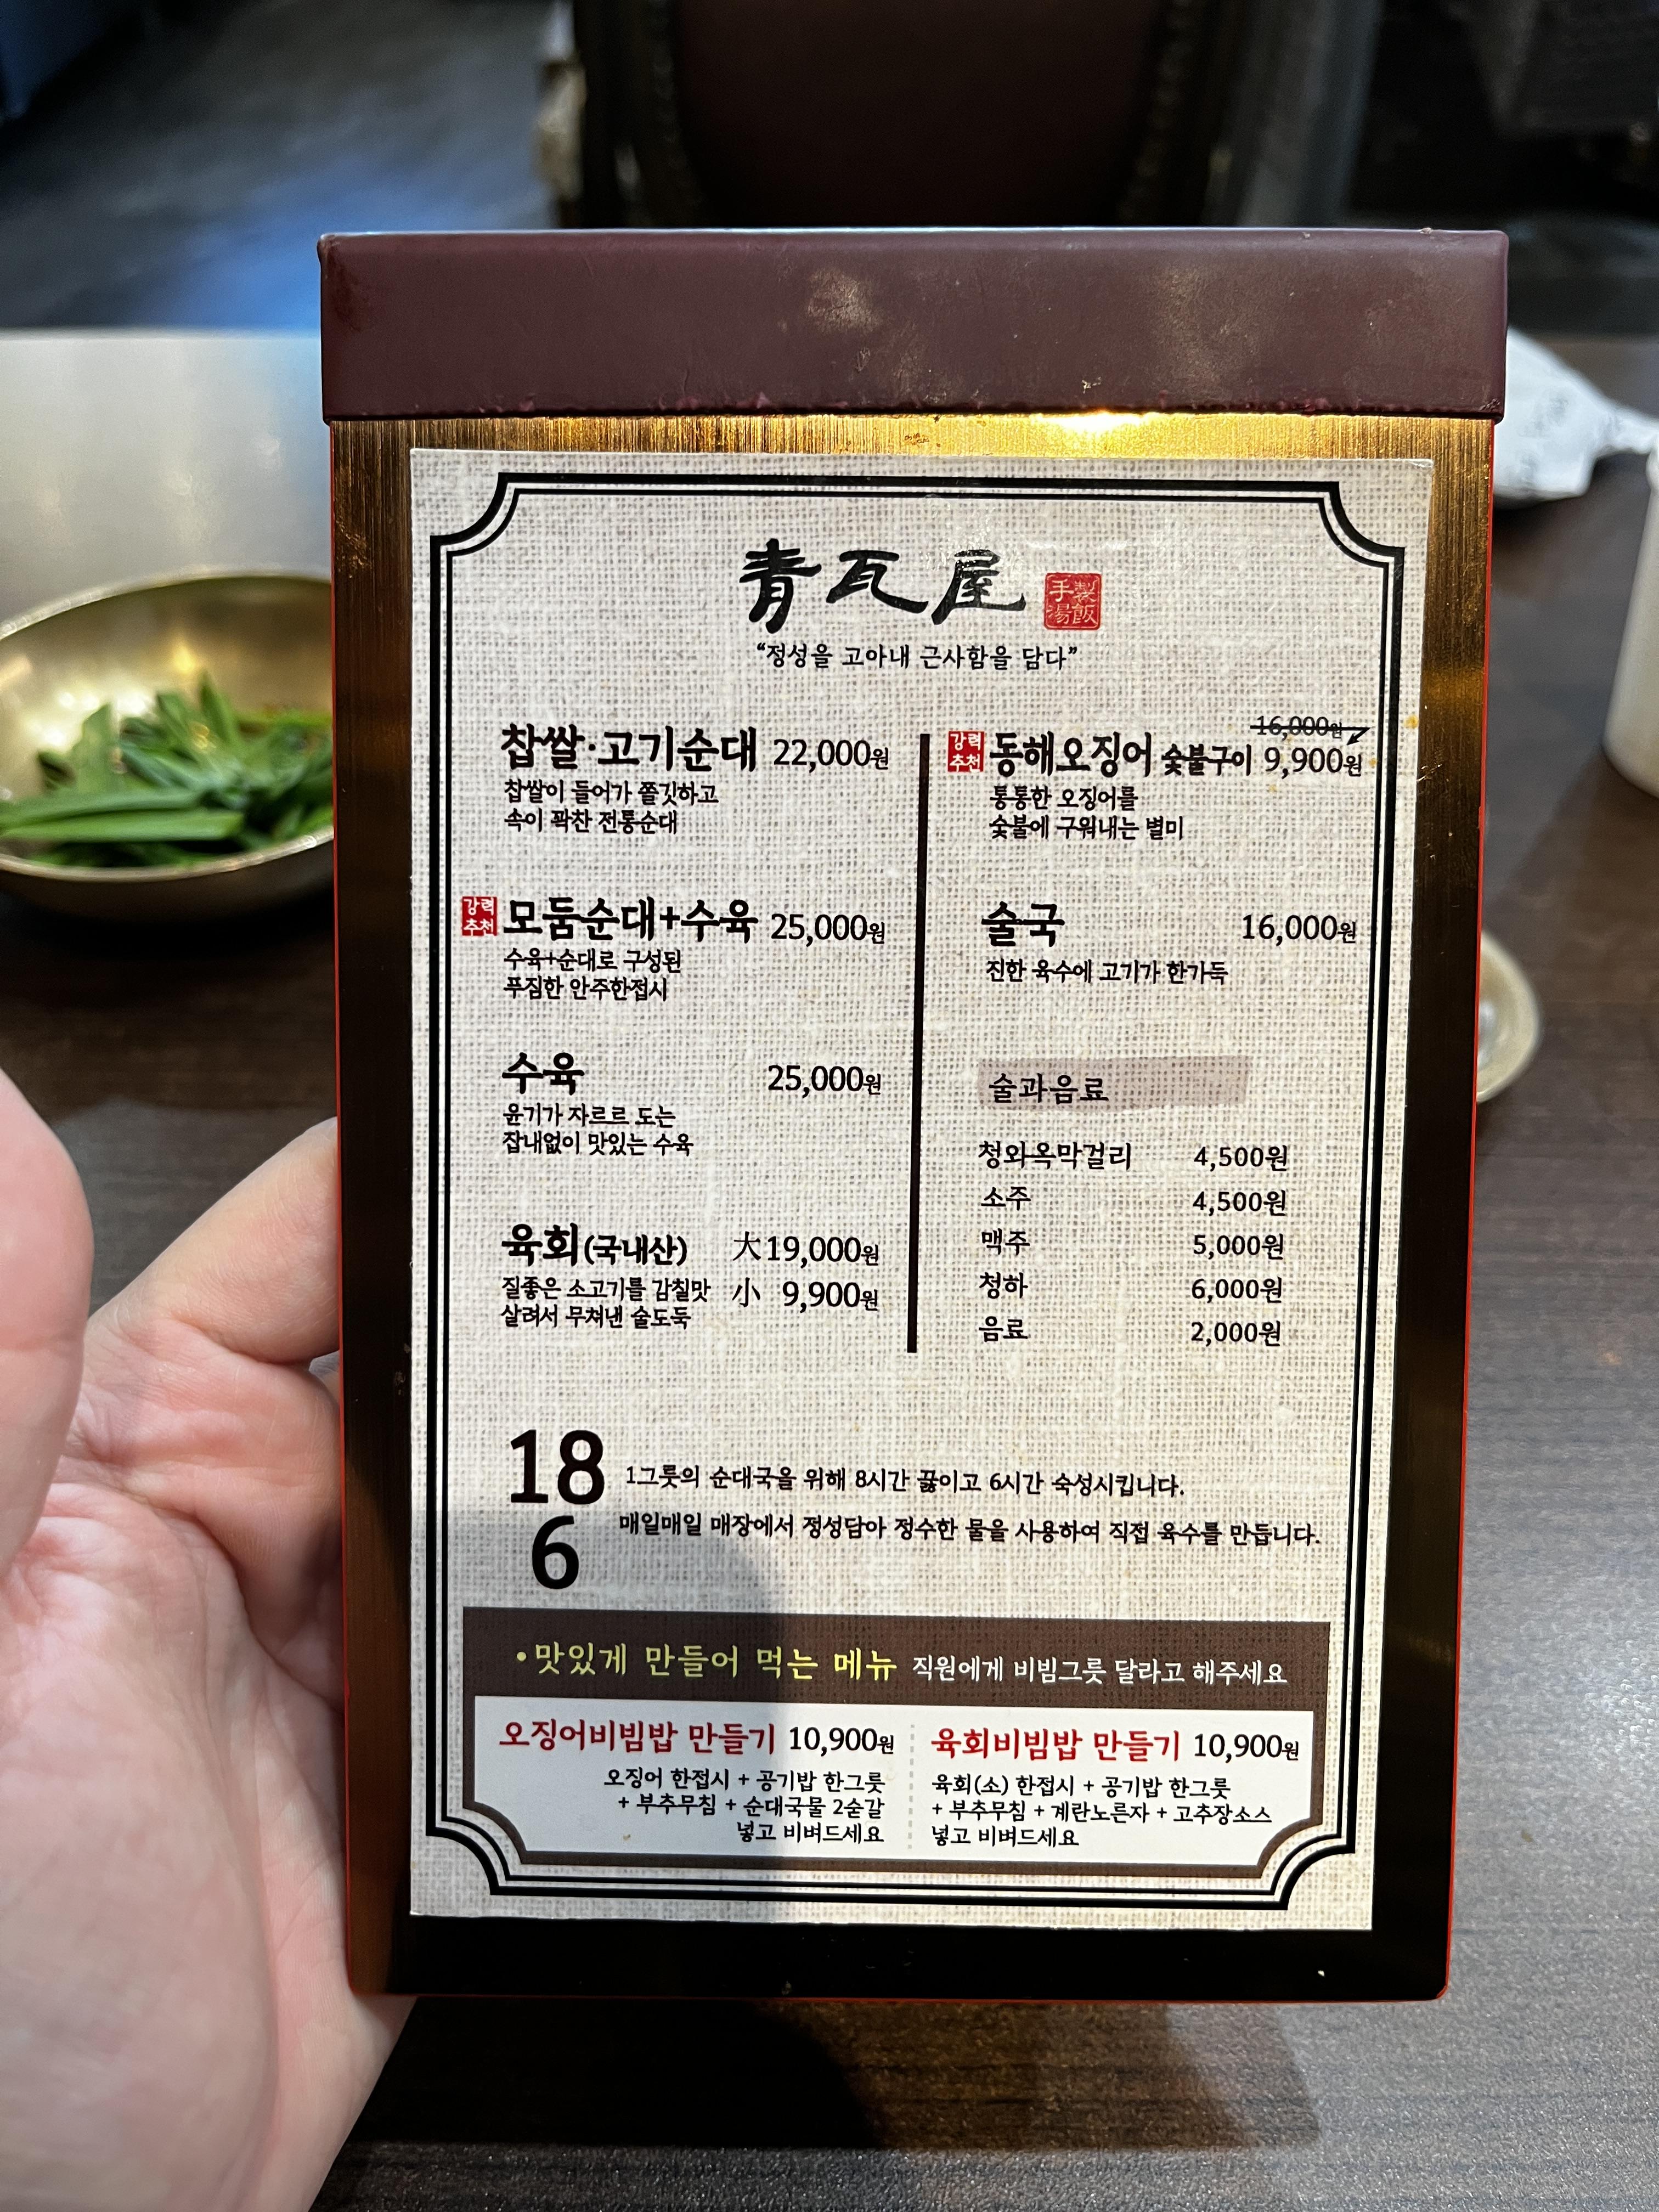 青瓦屋 手製湯飯
“정성을 고아내 근사함을 담다”
찹쌀·고기순대 22,000원
찹쌀이 들어가 쫄깃하고
속이 꽉찬 전통순대
강력추천 모둠순대+수육 25,000원
수육+순대로 구성된
푸짐한 안주한접시
수육 25,000원
윤기가 자르르 도는
잡내없이 맛있는 수육
육회(국내산) 大19,000원
질좋은 소고기를 감칠맛 小 9,900원
살려서 무쳐낸 술도둑
16,000원
강력추천 동해오징어 숯불구이 9,900원
통통한 오징어를
숯불에 구워내는 별미
술국 16,000원
진한 육수에 고기가 한가득
술과음료
청와옥막걸리 4,500원
소주 4,500원
맥주 5,000원
청하 6,000원
음료 2,000원
18
1그릇의 순대국을 위해 8시간 끓이고 6시간 숙성시킵니다.
6
매일매일 매장에서 정성담아 정수한 물을 사용하여 직접 육수를 만듭니다.
•맛있게 만들어 먹는 메뉴 직원에게 비빔그릇 달라고 해주세요
오징어비빔밥 만들기 10,900원
오징어 한접시 + 공기밥 한그릇
+ 부추무침 + 순대국물 2숟갈
넣고 비벼드세요
육회비빔밥 만들기 10,900원
육회(소) 한접시 + 공기밥 한그릇
+ 부추무침 + 계란노른자 + 고추장소스
넣고 비벼드세요